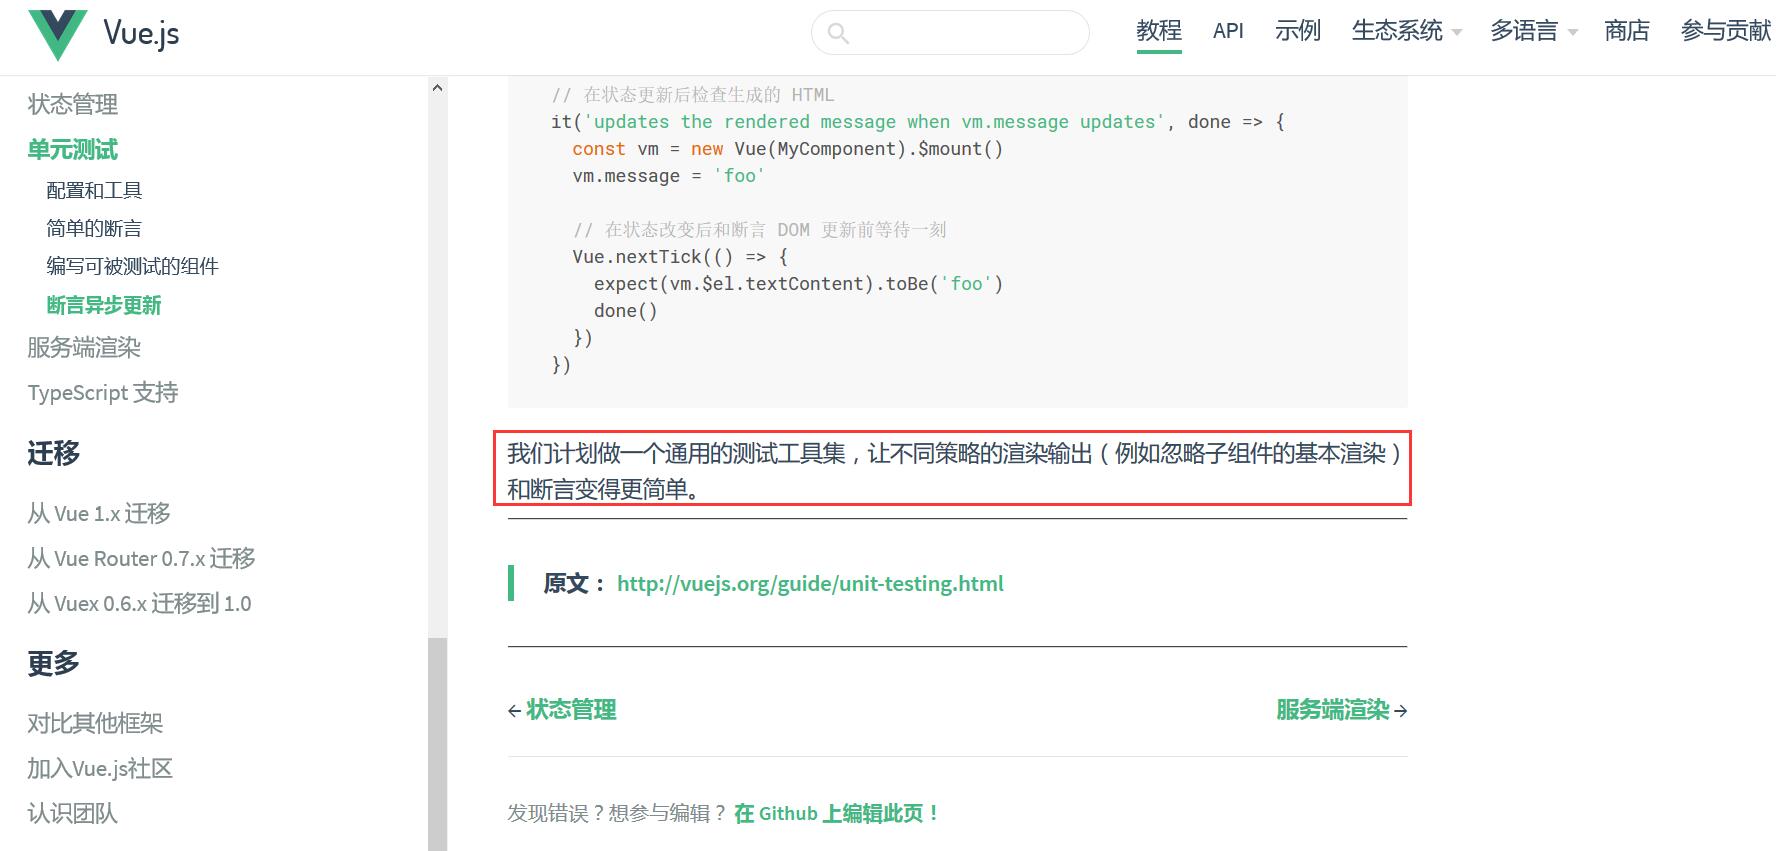 Vue.js
教程 API 示例 生态系统 多语言 商店 参与贡献
状态管理
单元测试
配置和工具
简单的断言
编写可被测试的组件
断言异步更新
服务端渲染
TypeScript 支持
迁移
从 Vue 1.x 迁移
从 Vue Router 0.7.x 迁移
从 Vuex 0.6.x 迁移到 1.0
更多
对比其他框架
加入Vue.js社区
认识团队
// 在状态更新后检查生成的 HTML
it('updates the rendered message when vm.message updates', done => {
const vm = new Vue(MyComponent).$mount()
vm.message = 'foo'
// 在状态改变后和断言 DOM 更新前等待一刻
Vue.nextTick(() => {
expect(vm.$el.textContent).toBe('foo')
done()
})
})
我们计划做一个通用的测试工具集，让不同策略的渲染输出（例如忽略子组件的基本渲染）
和断言变得更简单。
原文： http://vuejs.org/guide/unit-testing.html
← 状态管理 服务端渲染 →
发现错误？想参与编辑？ 在 Github 上编辑此页！